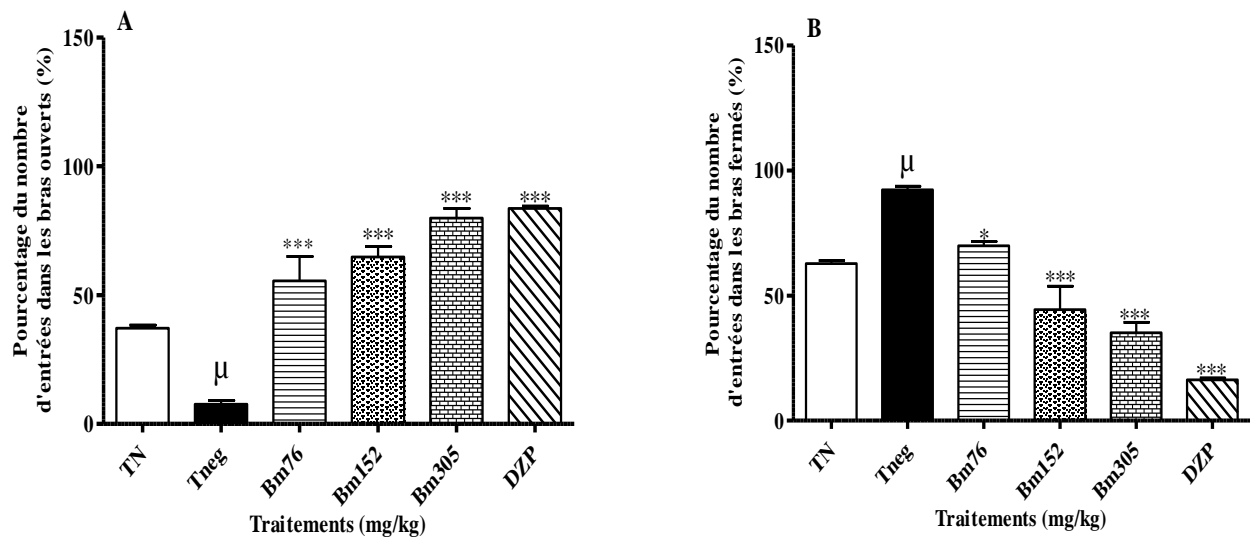 A
Pourcentage du nombre
d'entrées dans les bras ouverts (%)
150
100
50
0
μ
***
***
***
***
TN
Tneg
Bm76
Bm152
Bm305
DZP
Traitements (mg/kg)
B
Pourcentage du nombre
d'entrées dans les bras fermés (%)
150
100
50
0
μ
*
***
***
***
TN
Tneg
Bm76
Bm152
Bm305
DZP
Traitements (mg/kg)